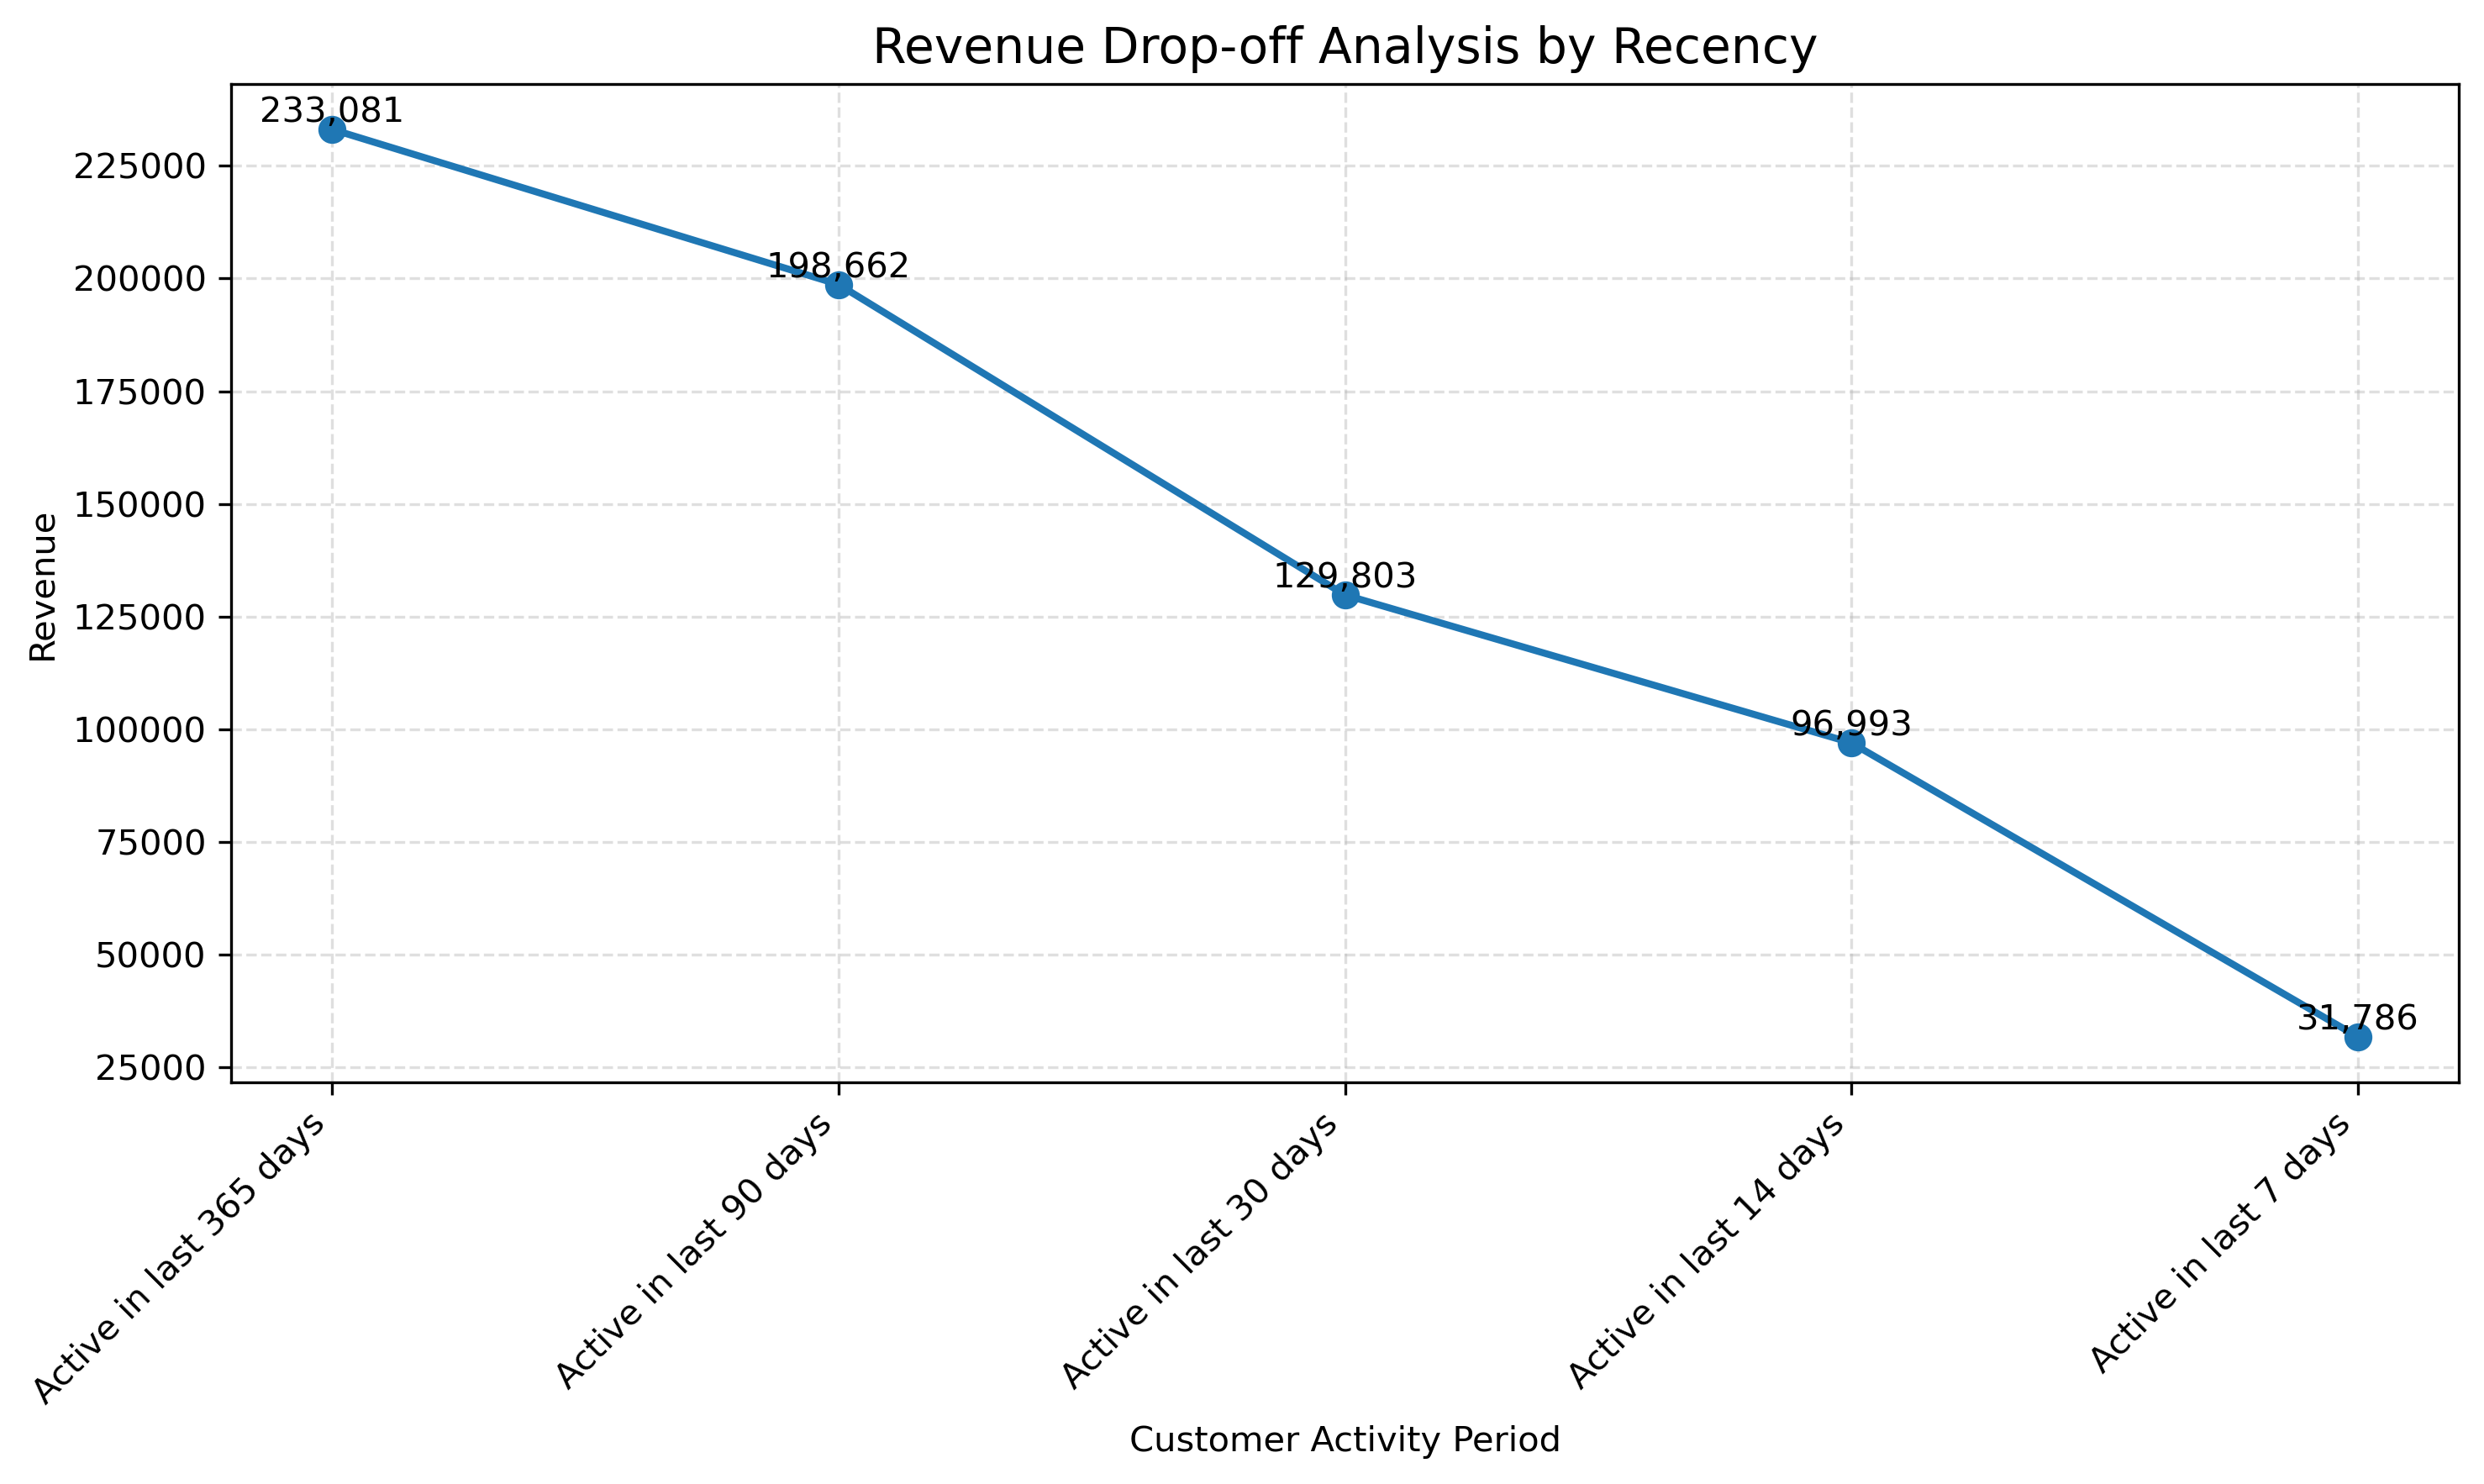 Revenue Drop-off Analysis by Recency
Revenue
225000
200000
175000
150000
125000
100000
75000
50000
25000
233,081
198,662
129,803
96,993
31,786
Active in last 365 days
Active in last 90 days
Active in last 30 days
Active in last 14 days
Active in last 7 days
Customer Activity Period